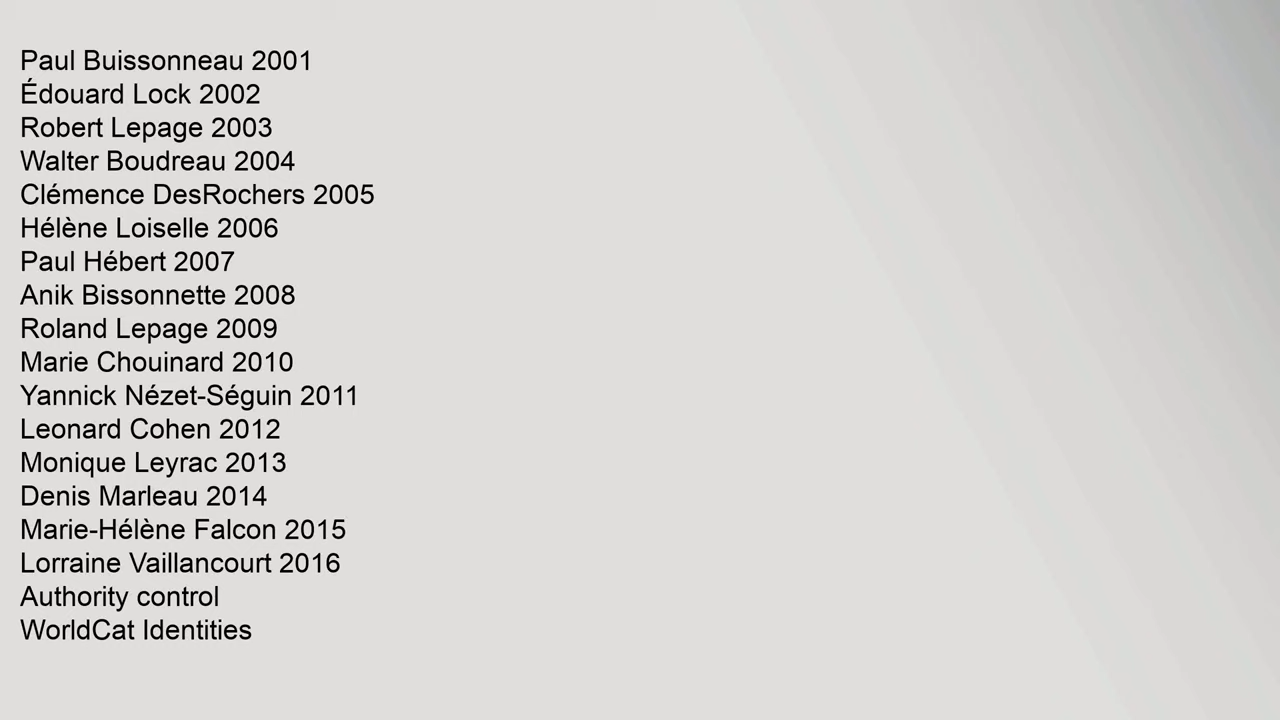 Paul Buissonneau 2001
Édouard Lock 2002
Robert Lepage 2003
Walter Boudreau 2004
Clémence DesRochers 2005
Hélène Loiselle 2006
Paul Hébert 2007
Anik Bissonnette 2008
Roland Lepage 2009
Marie Chouinard 2010
Yannick Nézet-Séguin 2011
Leonard Cohen 2012
Monique Leyrac 2013
Denis Marleau 2014
Marie-Hélène Falcon 2015
Lorraine Vaillancourt 2016
Authority control
WorldCat Identities